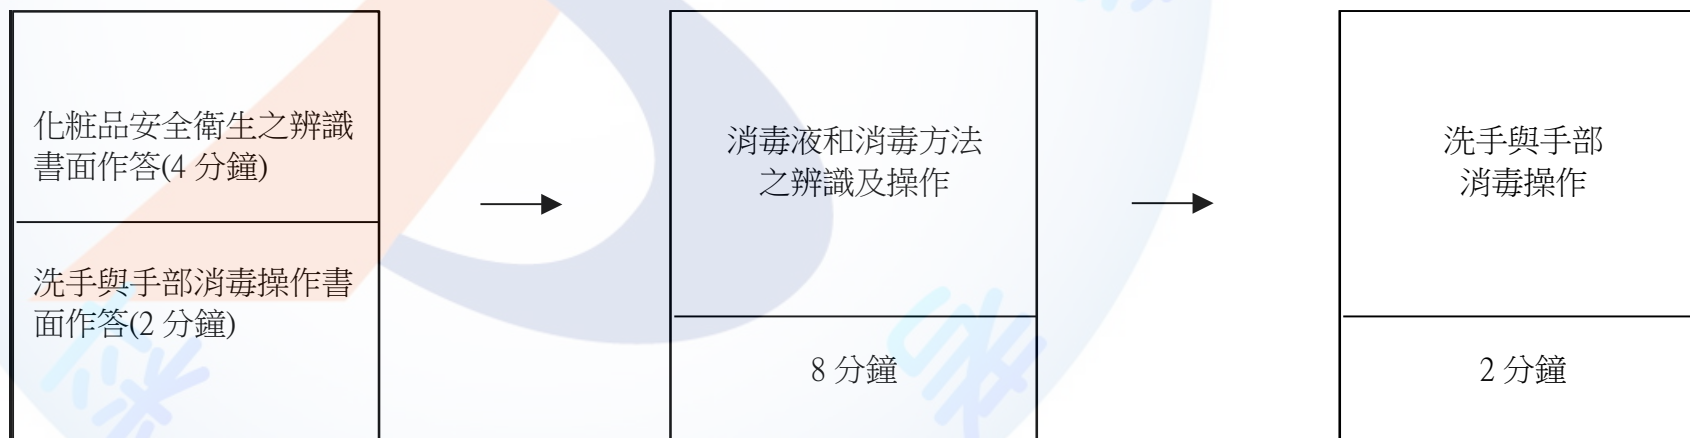 化粧品安全衛生之辨識
書面作答(4 分鐘)
洗手與手部消毒操作書
面作答(2 分鐘)
消毒液和消毒方法
之辨識及操作
8 分鐘
洗手與手部
消毒操作
2 分鐘